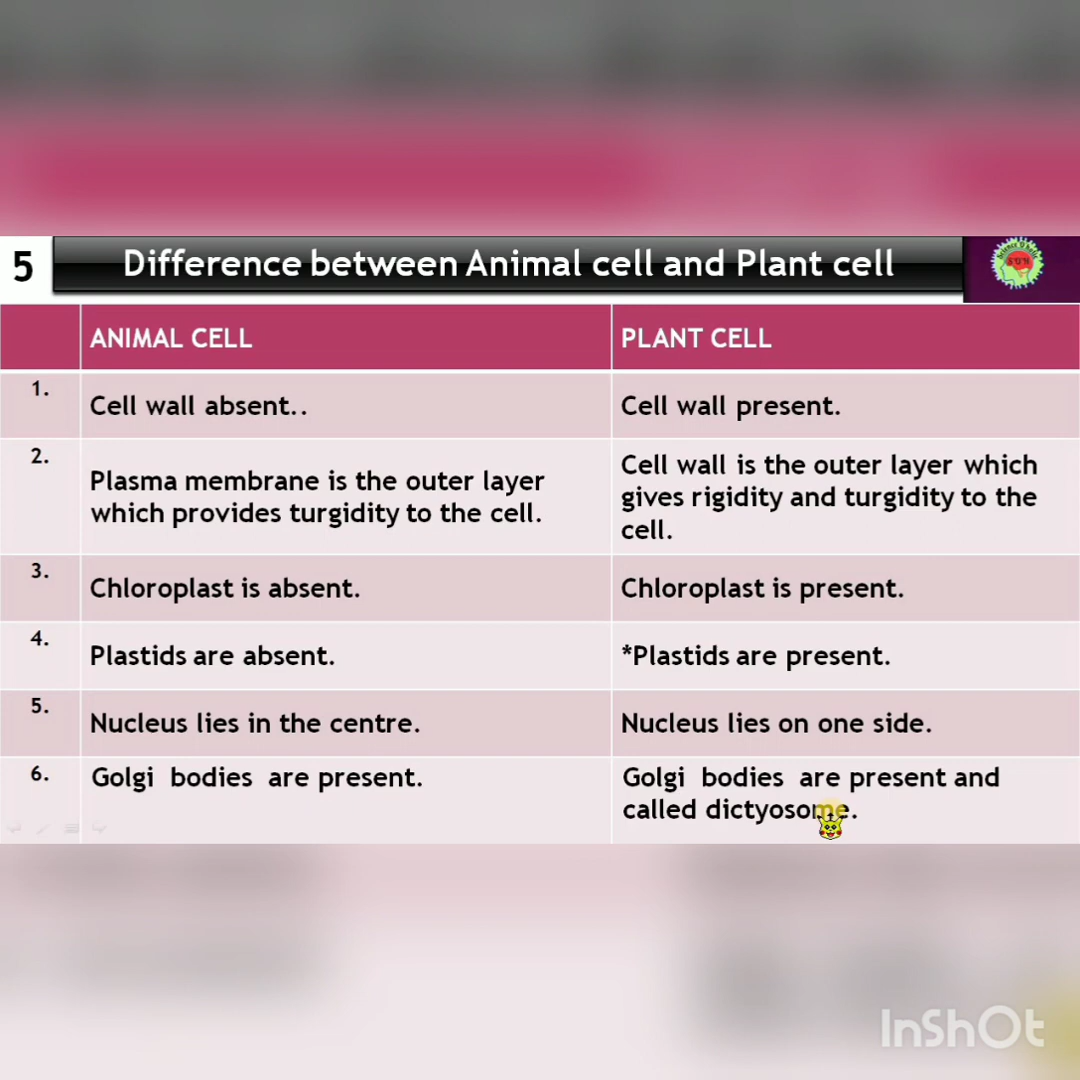 5 Difference between Animal cell and Plant cell
ANIMAL CELL PLANT CELL
1. Cell wall absent.. Cell wall present.
2. Plasma membrane is the outer layer
which provides turgidity to the cell.
Cell wall is the outer layer which
gives rigidity and turgidity to the
cell.
3. Chloroplast is absent. Chloroplast is present.
4. Plastids are absent. *Plastids are present.
5. Nucleus lies in the centre. Nucleus lies on one side.
6. Golgi bodies are present. Golgi bodies are present and
called dictyosome.
InShOt